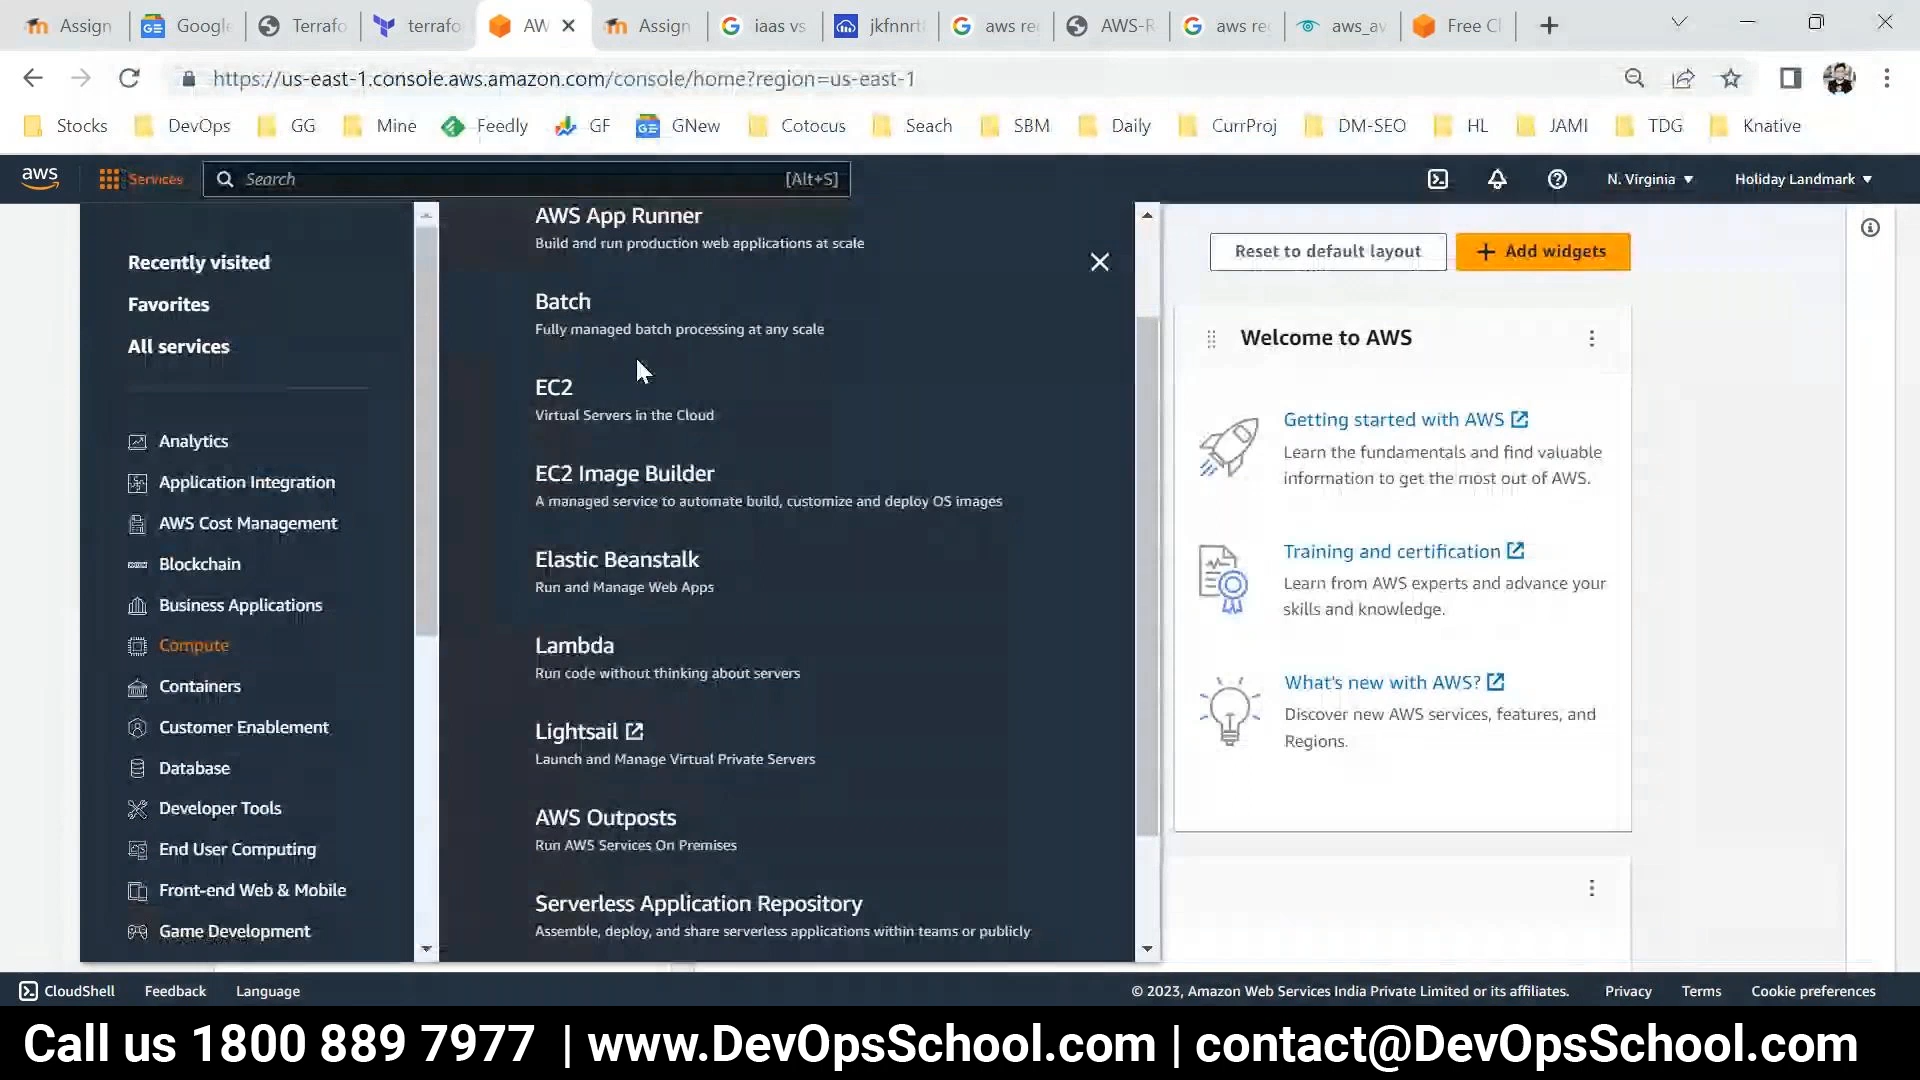 Assign
Google
Terrafo
terrafo
AW
Assign
iaas vs
jkfnnrt
aws rec
AWS-R
aws rec
aws_av
Free Cl
https://us-east-1.console.aws.amazon.com/console/home?region=us-east-1
Stocks
DevOps
GG
Mine
Feedly
GF
GNew
Cotocus
Seach
SBM
Daily
CurrProj
DM-SEO
HL
JAMI
TDG
Knative
aws
Services
Search
[Alt+S]
N. Virginia
Holiday Landmark
Recently visited
Favorites
All services
Analytics
Application Integration
AWS Cost Management
Blockchain
Business Applications
Compute
Containers
Customer Enablement
Database
Developer Tools
End User Computing
Front-end Web & Mobile
Game Development
AWS App Runner
Build and run production web applications at scale
Batch
Fully managed batch processing at any scale
EC2
Virtual Servers in the Cloud
EC2 Image Builder
A managed service to automate build, customize and deploy OS images
Elastic Beanstalk
Run and Manage Web Apps
Lambda
Run code without thinking about servers
Lightsail
Launch and Manage Virtual Private Servers
AWS Outposts
Run AWS Services On Premises
Serverless Application Repository
Assemble, deploy, and share serverless applications within teams or publicly
Reset to default layout
+ Add widgets
Welcome to AWS
Getting started with AWS
Learn the fundamentals and find valuable
information to get the most out of AWS.
Training and certification
Learn from AWS experts and advance your
skills and knowledge.
What's new with AWS?
Discover new AWS services, features, and
Regions.
CloudShell
Feedback
Language
© 2023, Amazon Web Services India Private Limited or its affiliates.
Privacy
Terms
Cookie preferences
Call us 1800 889 7977 | www.DevOpsSchool.com | contact@DevOpsSchool.com